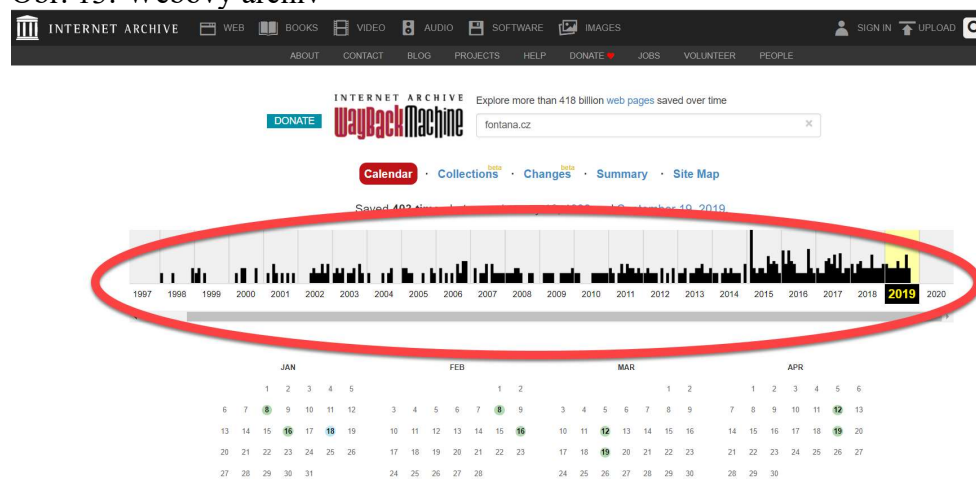 Obr. Webový archiv
INTERNET ARCHIVE WEB BOOKS VIDEO AUDIO SOFTWARE IMAGES SIGN IN UPLOAD
ABOUT CONTACT BLOG PROJECTS HELP DONATE JOBS VOLUNTEER PEOPLE
INTERNET ARCHIVE
WayBackMachine
DONATE
Explore more than 418 billion web pages saved over time
fontana.cz
Calendar · Collections beta · Changes beta · Summary · Site Map
Saved September 19, 2019
1997 1998 1999 2000 2001 2002 2003 2004 2005 2006 2007 2008 2009 2010 2011 2012 2013 2014 2015 2016 2017 2018 2019 2020
JAN FEB MAR APR
1 2 3 4 5 1 2 1 2 1 2 3 4 5 6
6 7 8 9 10 11 12 3 4 5 6 7 8 9 3 4 5 6 7 8 9 7 8 9 10 11 12 13
13 14 15 16 17 18 19 10 11 12 13 14 15 16 10 11 12 13 14 15 16 14 15 16 17 18 19 20
20 21 22 23 24 25 26 17 18 19 20 21 22 23 17 18 19 20 21 22 23 21 22 23 24 25 26 27
27 28 29 30 31 24 25 26 27 28 24 25 26 27 28 29 30 28 29 30